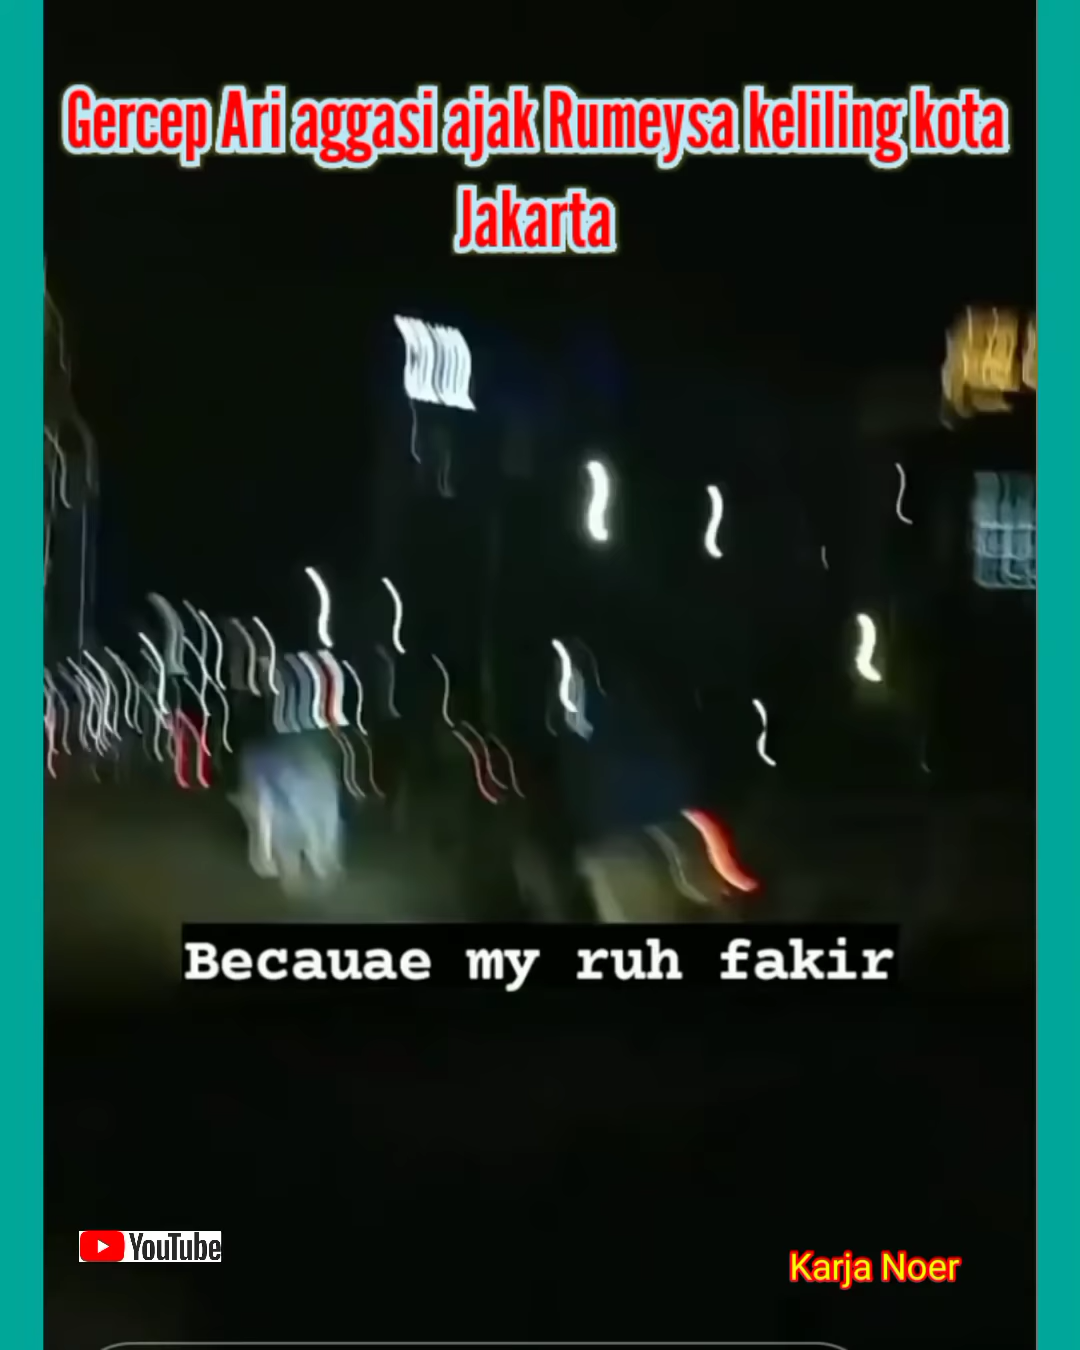 Gercep Ari aggasi ajak Rumeysa keliling kota
Jakarta
Becauae my ruh fakir
YouTube
Karja Noer